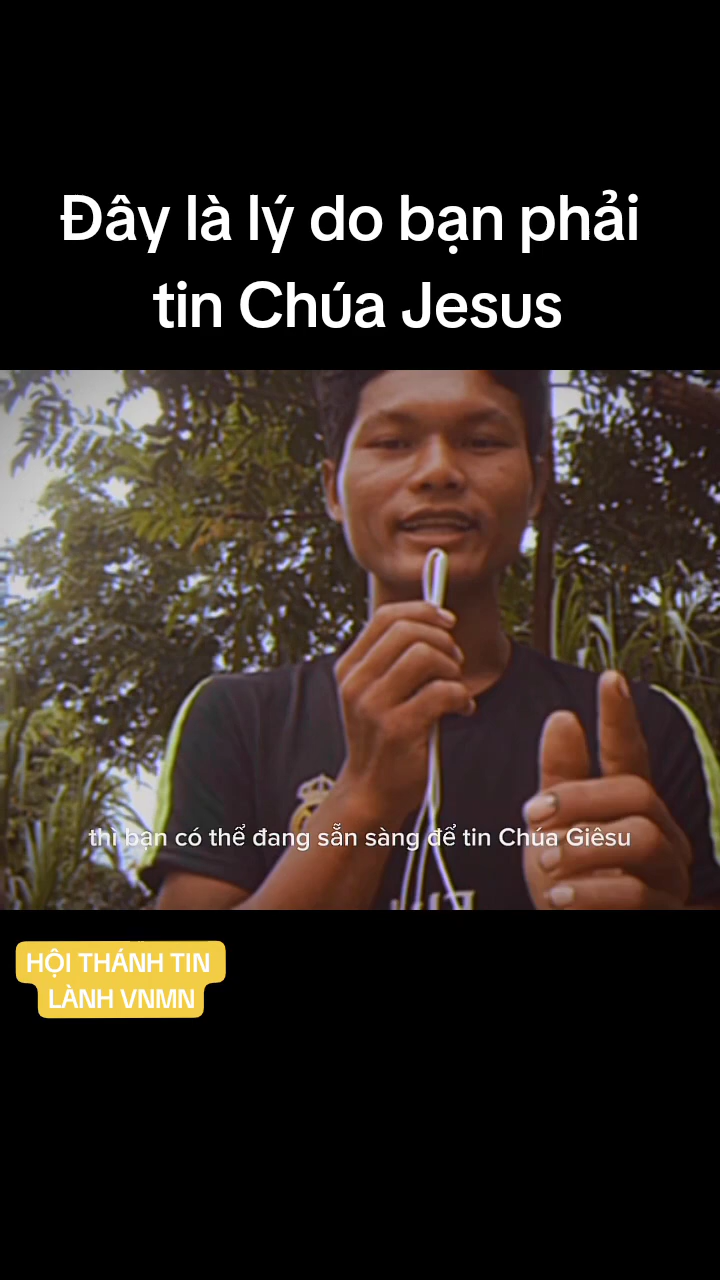 Đây là lý do bạn phải
tin Chúa Jesus
thì bạn có thể đang sẵn sàng để tin Chúa Giêsu
HỘI THÁNH TIN
LÀNH VNMN